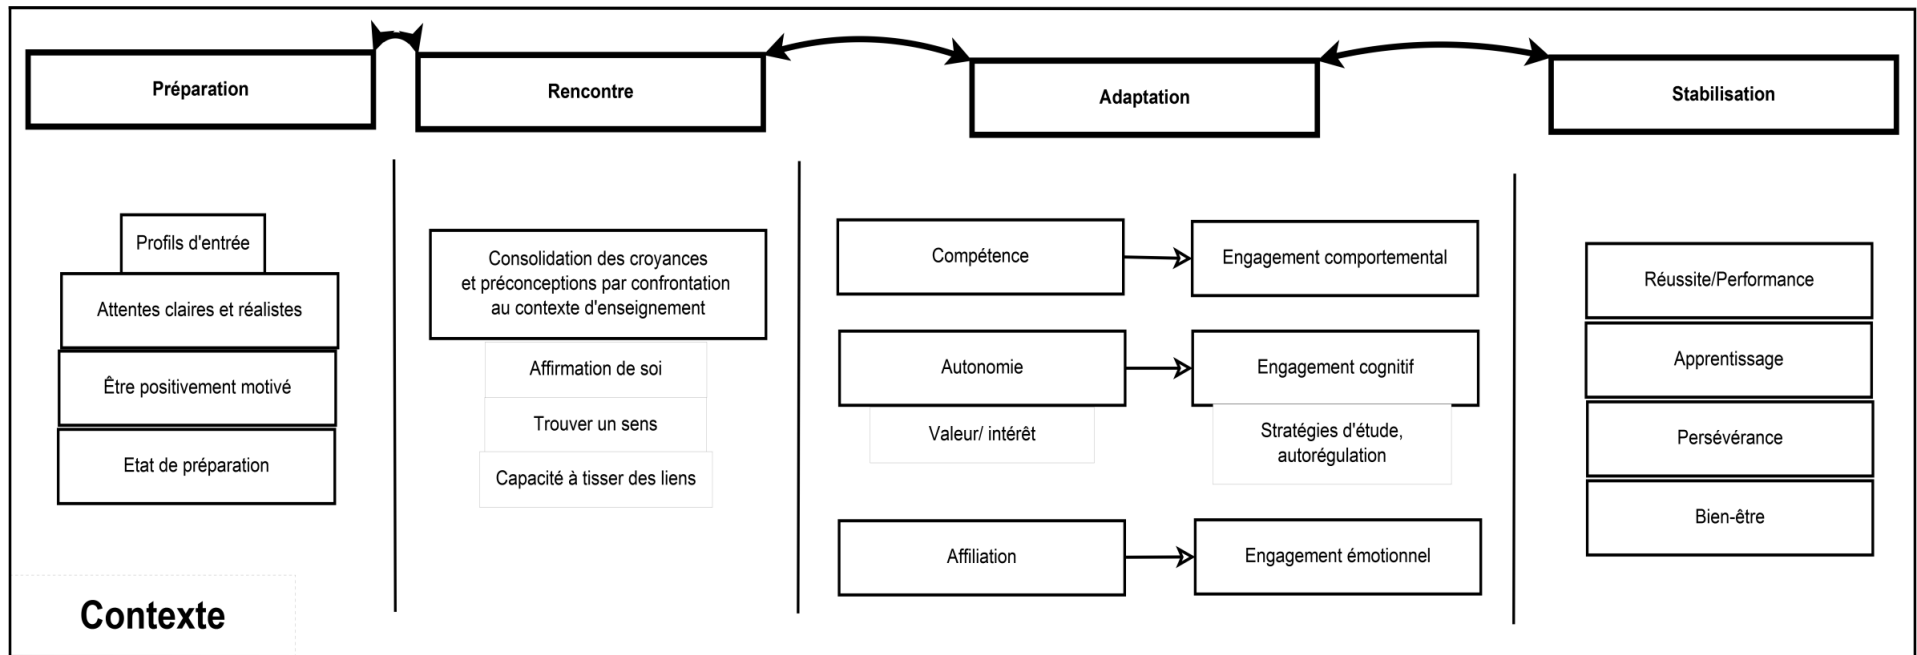 Préparation
Rencontre
Adaptation
Stabilisation
Profils d'entrée
Attentes claires et réalistes
Être positivement motivé
Etat de préparation
Consolidation des croyances
et préconceptions par confrontation
au contexte d'enseignement
Affirmation de soi
Trouver un sens
Capacité à tisser des liens
Compétence
Engagement comportemental
Autonomie
Engagement cognitif
Valeur/ intérêt
Stratégies d'étude,
autorégulation
Affiliation
Engagement émotionnel
Réussite/Performance
Apprentissage
Persévérance
Bien-être
Contexte